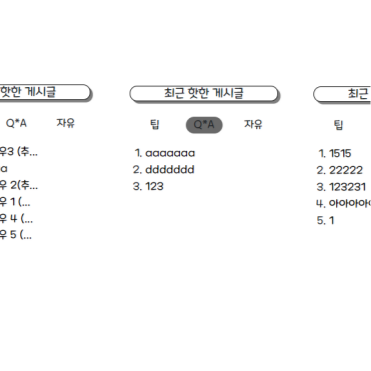 핫한 게시글
Q*A 자유
우3 (추...
a
우 2(추...
우 1 (...
우 4 (...
우 5 (...
최근 핫한 게시글
팁 Q*A 자유
1. aaaaaaa
2. ddddddd
3. 123
최근
팁
1. 1515
2. 22222
3. 123231
4. 아아아아
5. 1